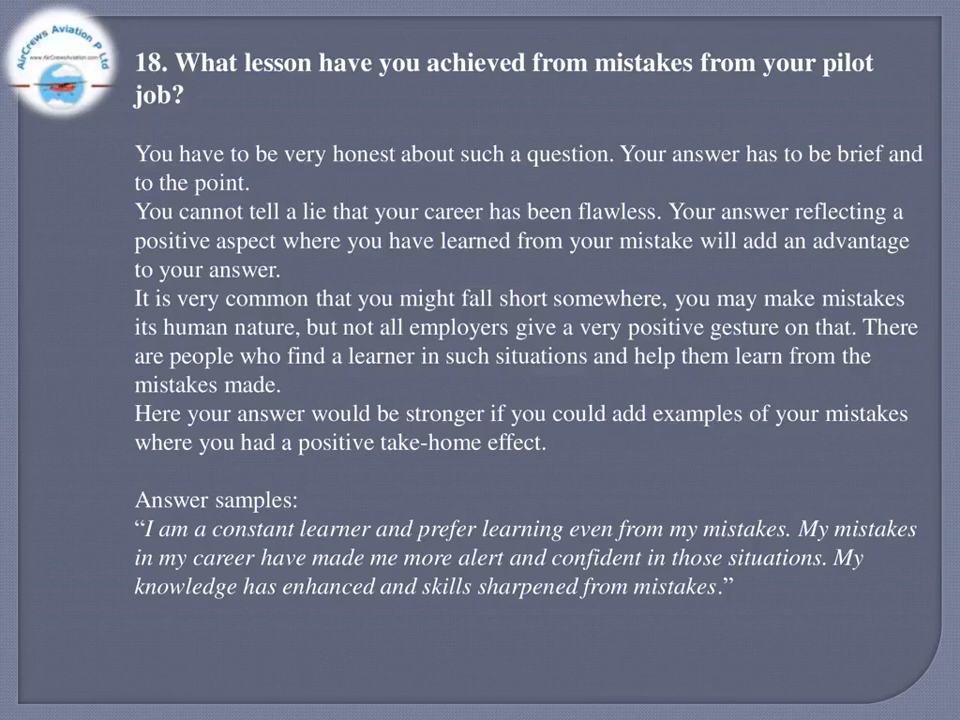 AirCrews Aviation P Ltd
www.AirCrewsAviation.com
18. What lesson have you achieved from mistakes from your pilot
job?
You have to be very honest about such a question. Your answer has to be brief and
to the point.
You cannot tell a lie that your career has been flawless. Your answer reflecting a
positive aspect where you have learned from your mistake will add an advantage
to your answer.
It is very common that you might fall short somewhere, you may make mistakes
its human nature, but not all employers give a very positive gesture on that. There
are people who find a learner in such situations and help them learn from the
mistakes made.
Here your answer would be stronger if you could add examples of your mistakes
where you had a positive take-home effect.
Answer samples:
“I am a constant learner and prefer learning even from my mistakes. My mistakes
in my career have made me more alert and confident in those situations. My
knowledge has enhanced and skills sharpened from mistakes.”